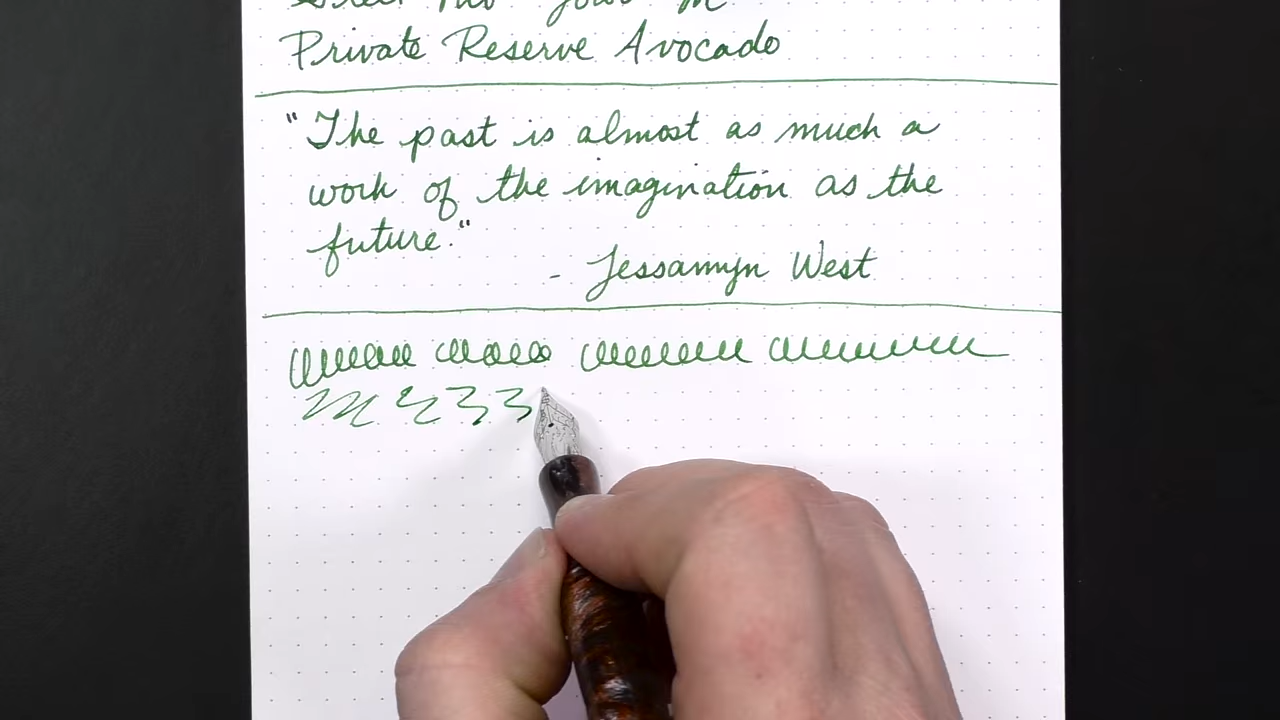 Private Reserve Avocado
"The past is almost as much a
work of the imagination as the
future."
- Jessamyn West